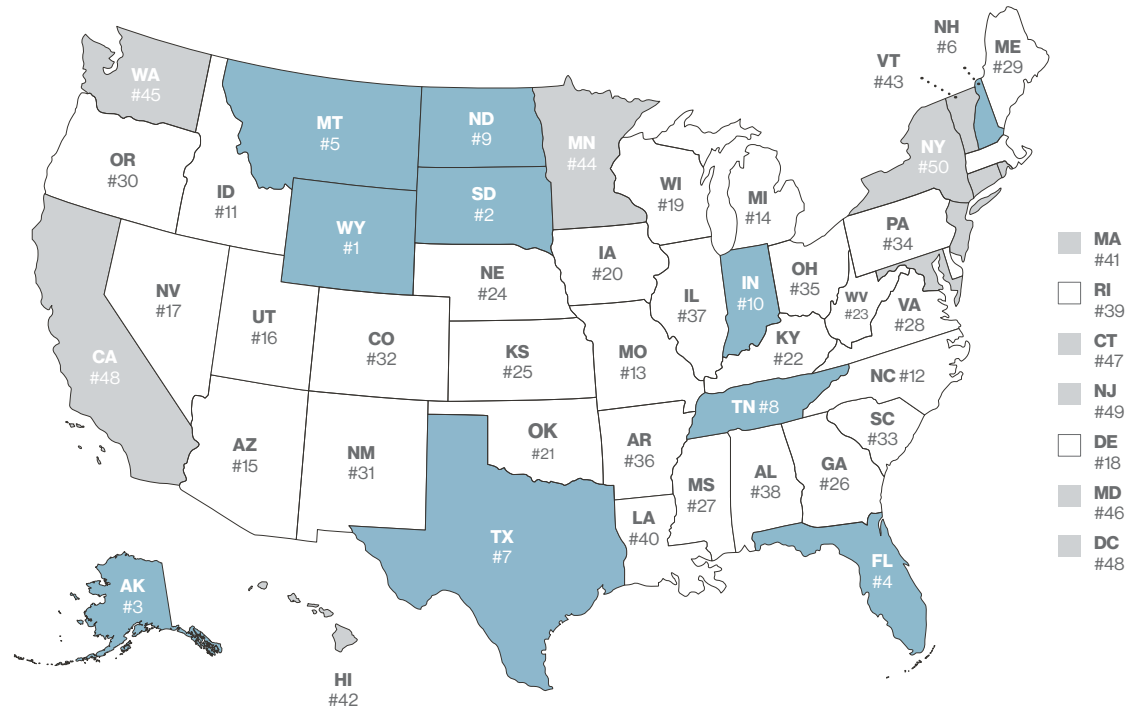 NH
#6
ME
#29
VT
#43
WA
#45
MT
#5
ND
#9
MN
#44
NY
#50
OR
#30
ID
#11
SD
#2
WI
#19
MI
#14
WY
#1
PA
#34
IA
#20
NE
#24
OH
#35
IN
#10
NV
#17
IL
#37
WV
#23
VA
#28
UT
#16
CO
#32
KY
#22
CA
#48
KS
#25
MO
#13
NC #12
TN #8
SC
#33
AZ
#15
NM
#31
OK
#21
AR
#36
GA
#26
MS
#27
AL
#38
LA
#40
TX
#7
FL
#4
AK
#3
HI
#42
MA
#41
RI
#39
CT
#47
NJ
#49
DE
#18
MD
#46
DC
#48